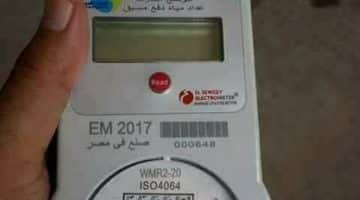 عداد مياه دفع مسبق
Read
EL SEWEDY
ELECTROMETER
EM 2017
صنع فى مصر
000648
WMR2-20
ISO4064